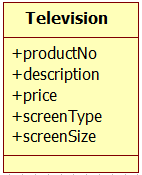 Television
+productNo
+description
+price
+screenType
+screenSize